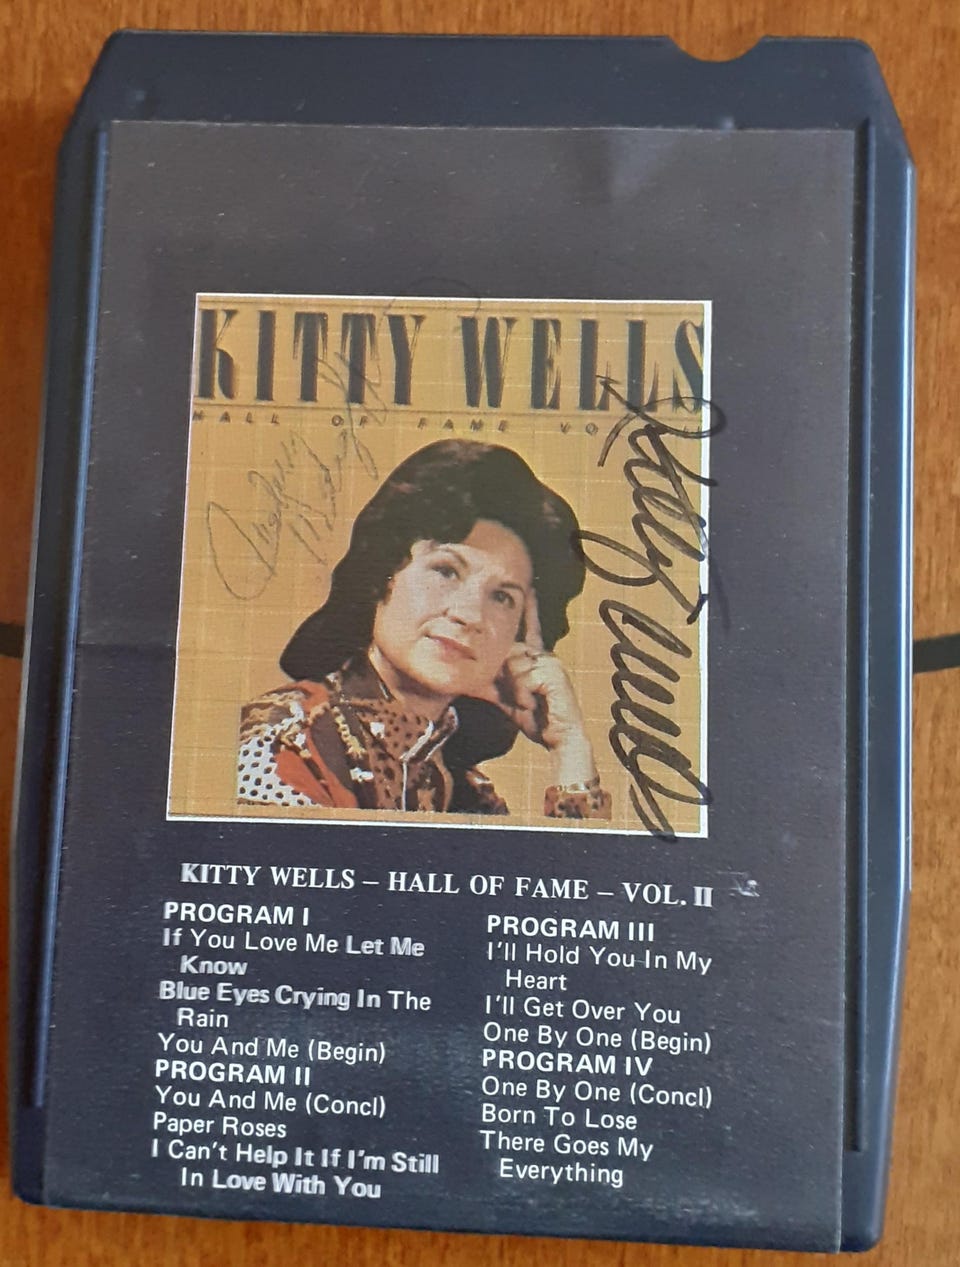 KITTY WELLS
HALL OF FAME VOL. II
Kitty Wells
KITTY WELLS – HALL OF FAME – VOL. II
PROGRAM I
If You Love Me Let Me
Know
Blue Eyes Crying In The
Rain
You And Me (Begin)
PROGRAM II
You And Me (Concl)
Paper Roses
I Can't Help It If I'm Still
In Love With You
PROGRAM III
I'll Hold You In My
Heart
I'll Get Over You
One By One (Begin)
PROGRAM IV
One By One (Concl)
Born To Lose
There Goes My
Everything